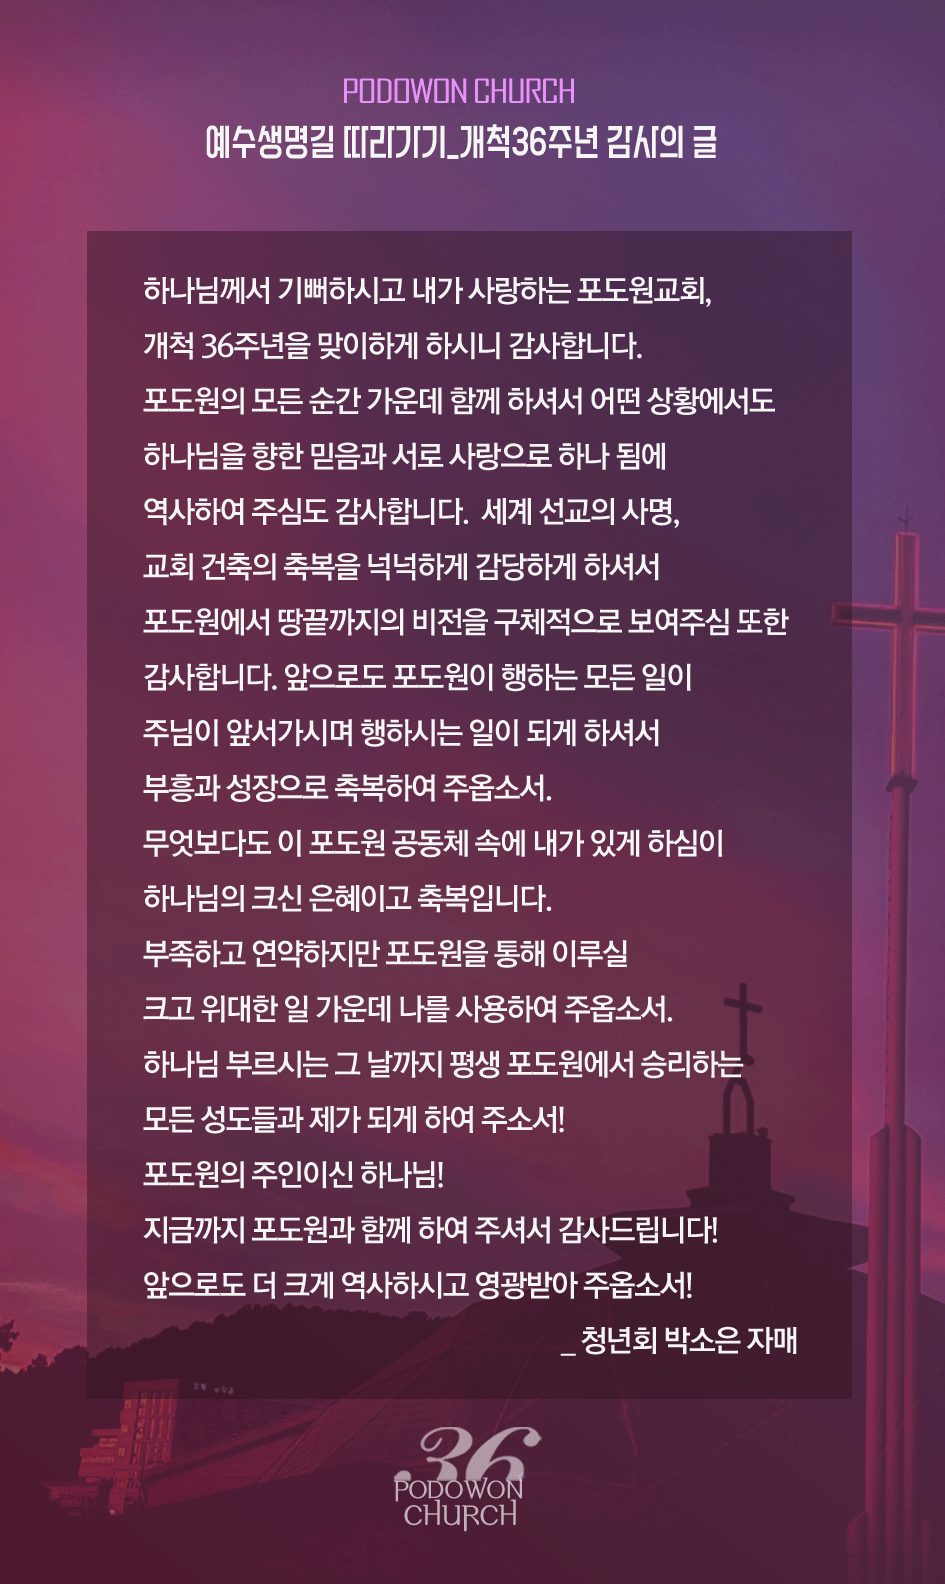 PODOWON CHURCH
예수생명길 따라가기_개척36주년 감사의 글
하나님께서 기뻐하시고 내가 사랑하는 포도원교회,
개척 36주년을 맞이하게 하시니 감사합니다.
포도원의 모든 순간 가운데 함께 하셔서 어떤 상황에서도
하나님을 향한 믿음과 서로 사랑으로 하나 됨에
역사하여 주심도 감사합니다. 세계 선교의 사명,
교회 건축의 축복을 넉넉하게 감당하게 하셔서
포도원에서 땅끝까지의 비전을 구체적으로 보여주심 또한
감사합니다. 앞으로도 포도원이 행하는 모든 일이
주님이 앞서가시며 행하시는 일이 되게 하셔서
부흥과 성장으로 축복하여 주옵소서.
무엇보다도 이 포도원 공동체 속에 내가 있게 하심이
하나님의 크신 은혜이고 축복입니다.
부족하고 연약하지만 포도원을 통해 이루실
크고 위대한 일 가운데 나를 사용하여 주옵소서.
하나님 부르시는 그 날까지 평생 포도원에서 승리하는
모든 성도들과 제가 되게 하여 주소서!
포도원의 주인이신 하나님!
지금까지 포도원과 함께 하여 주셔서 감사드립니다!
앞으로도 더 크게 역사하시고 영광받아 주옵소서!
_ 청년회 박소은 자매
36
PODOWON
CHURCH